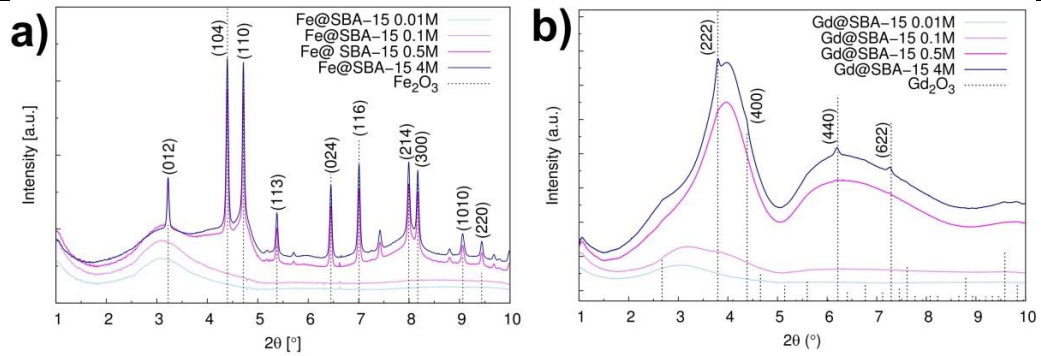 a)
Intensity [a.u.]
Fe@SBA−15 0.01M
Fe@SBA−15 0.1M
Fe@ SBA−15 0.5M
Fe@SBA−15 4M
Fe₂O₃
(012)
(104)
(110)
(113)
(024)
(116)
(214)
(300)
(1010)
(220)
1 2 3 4 5 6 7 8 9 10
2θ [°]
b)
Intensity (a.u.)
Gd@SBA−15 0.01M
Gd@SBA−15 0.1M
Gd@SBA−15 0.5M
Gd@SBA−15 4M
Gd₂O₃
(222)
(400)
(440)
(622)
1 2 3 4 5 6 7 8 9 10
2θ (°)